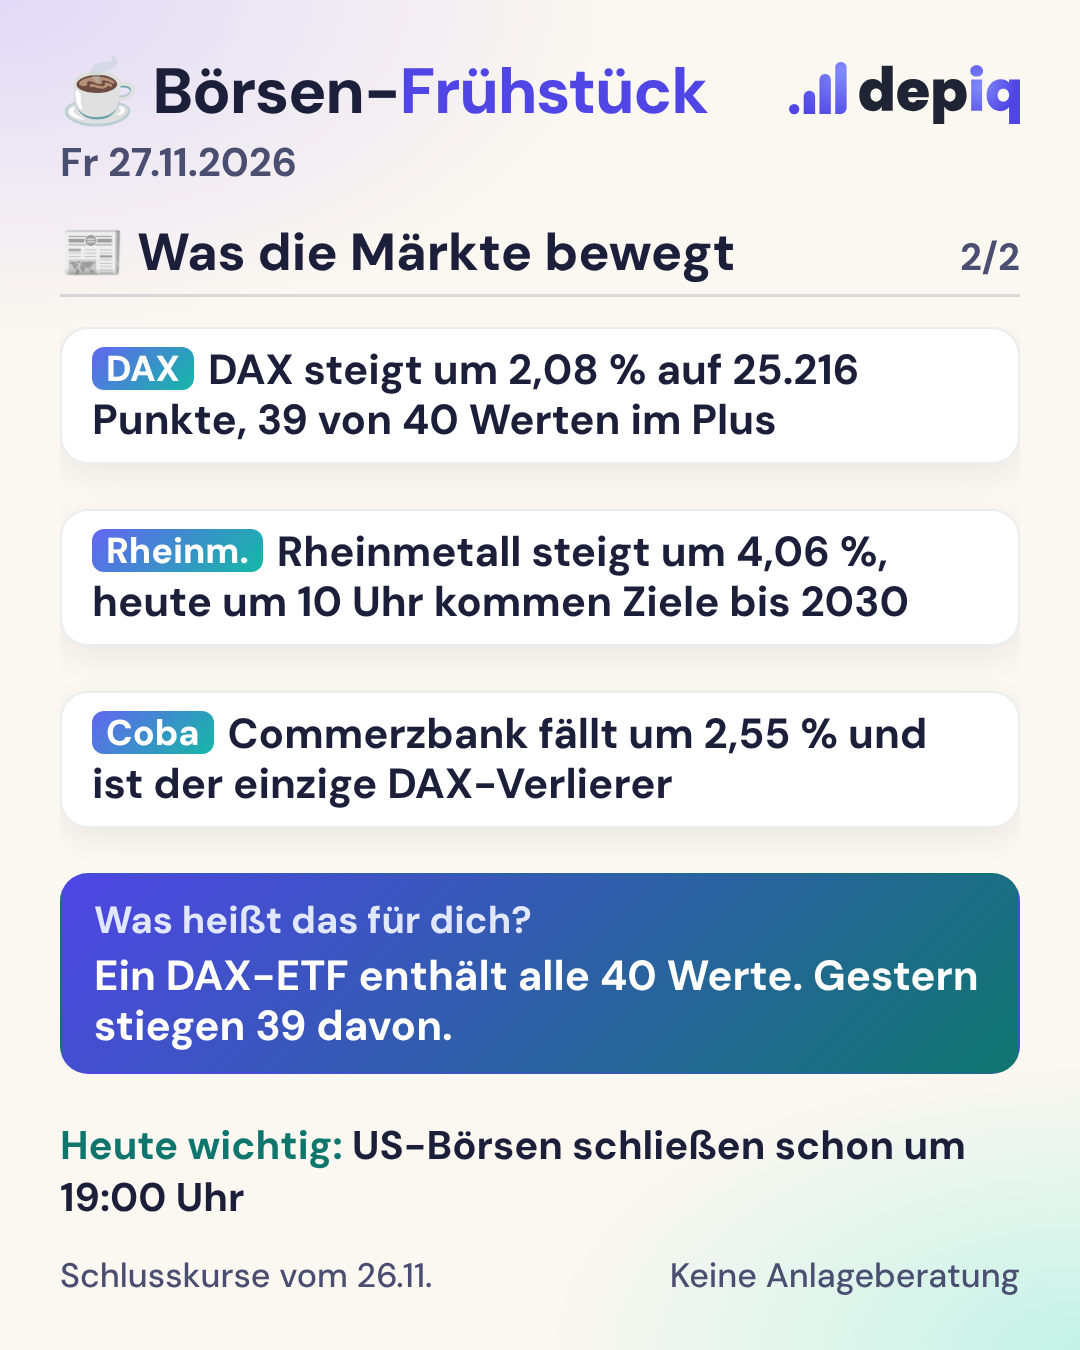 Börsen-Frühstück
depiq
Fr 27.11.2026
Was die Märkte bewegt
2/2
DAX DAX steigt um 2,08 % auf 25.216
Punkte, 39 von 40 Werten im Plus
Rheinm. Rheinmetall steigt um 4,06 %,
heute um 10 Uhr kommen Ziele bis 2030
Coba Commerzbank fällt um 2,55 % und
ist der einzige DAX-Verlierer
Was heißt das für dich?
Ein DAX-ETF enthält alle 40 Werte. Gestern
stiegen 39 davon.
Heute wichtig: US-Börsen schließen schon um
19:00 Uhr
Schlusskurse vom 26.11.
Keine Anlageberatung